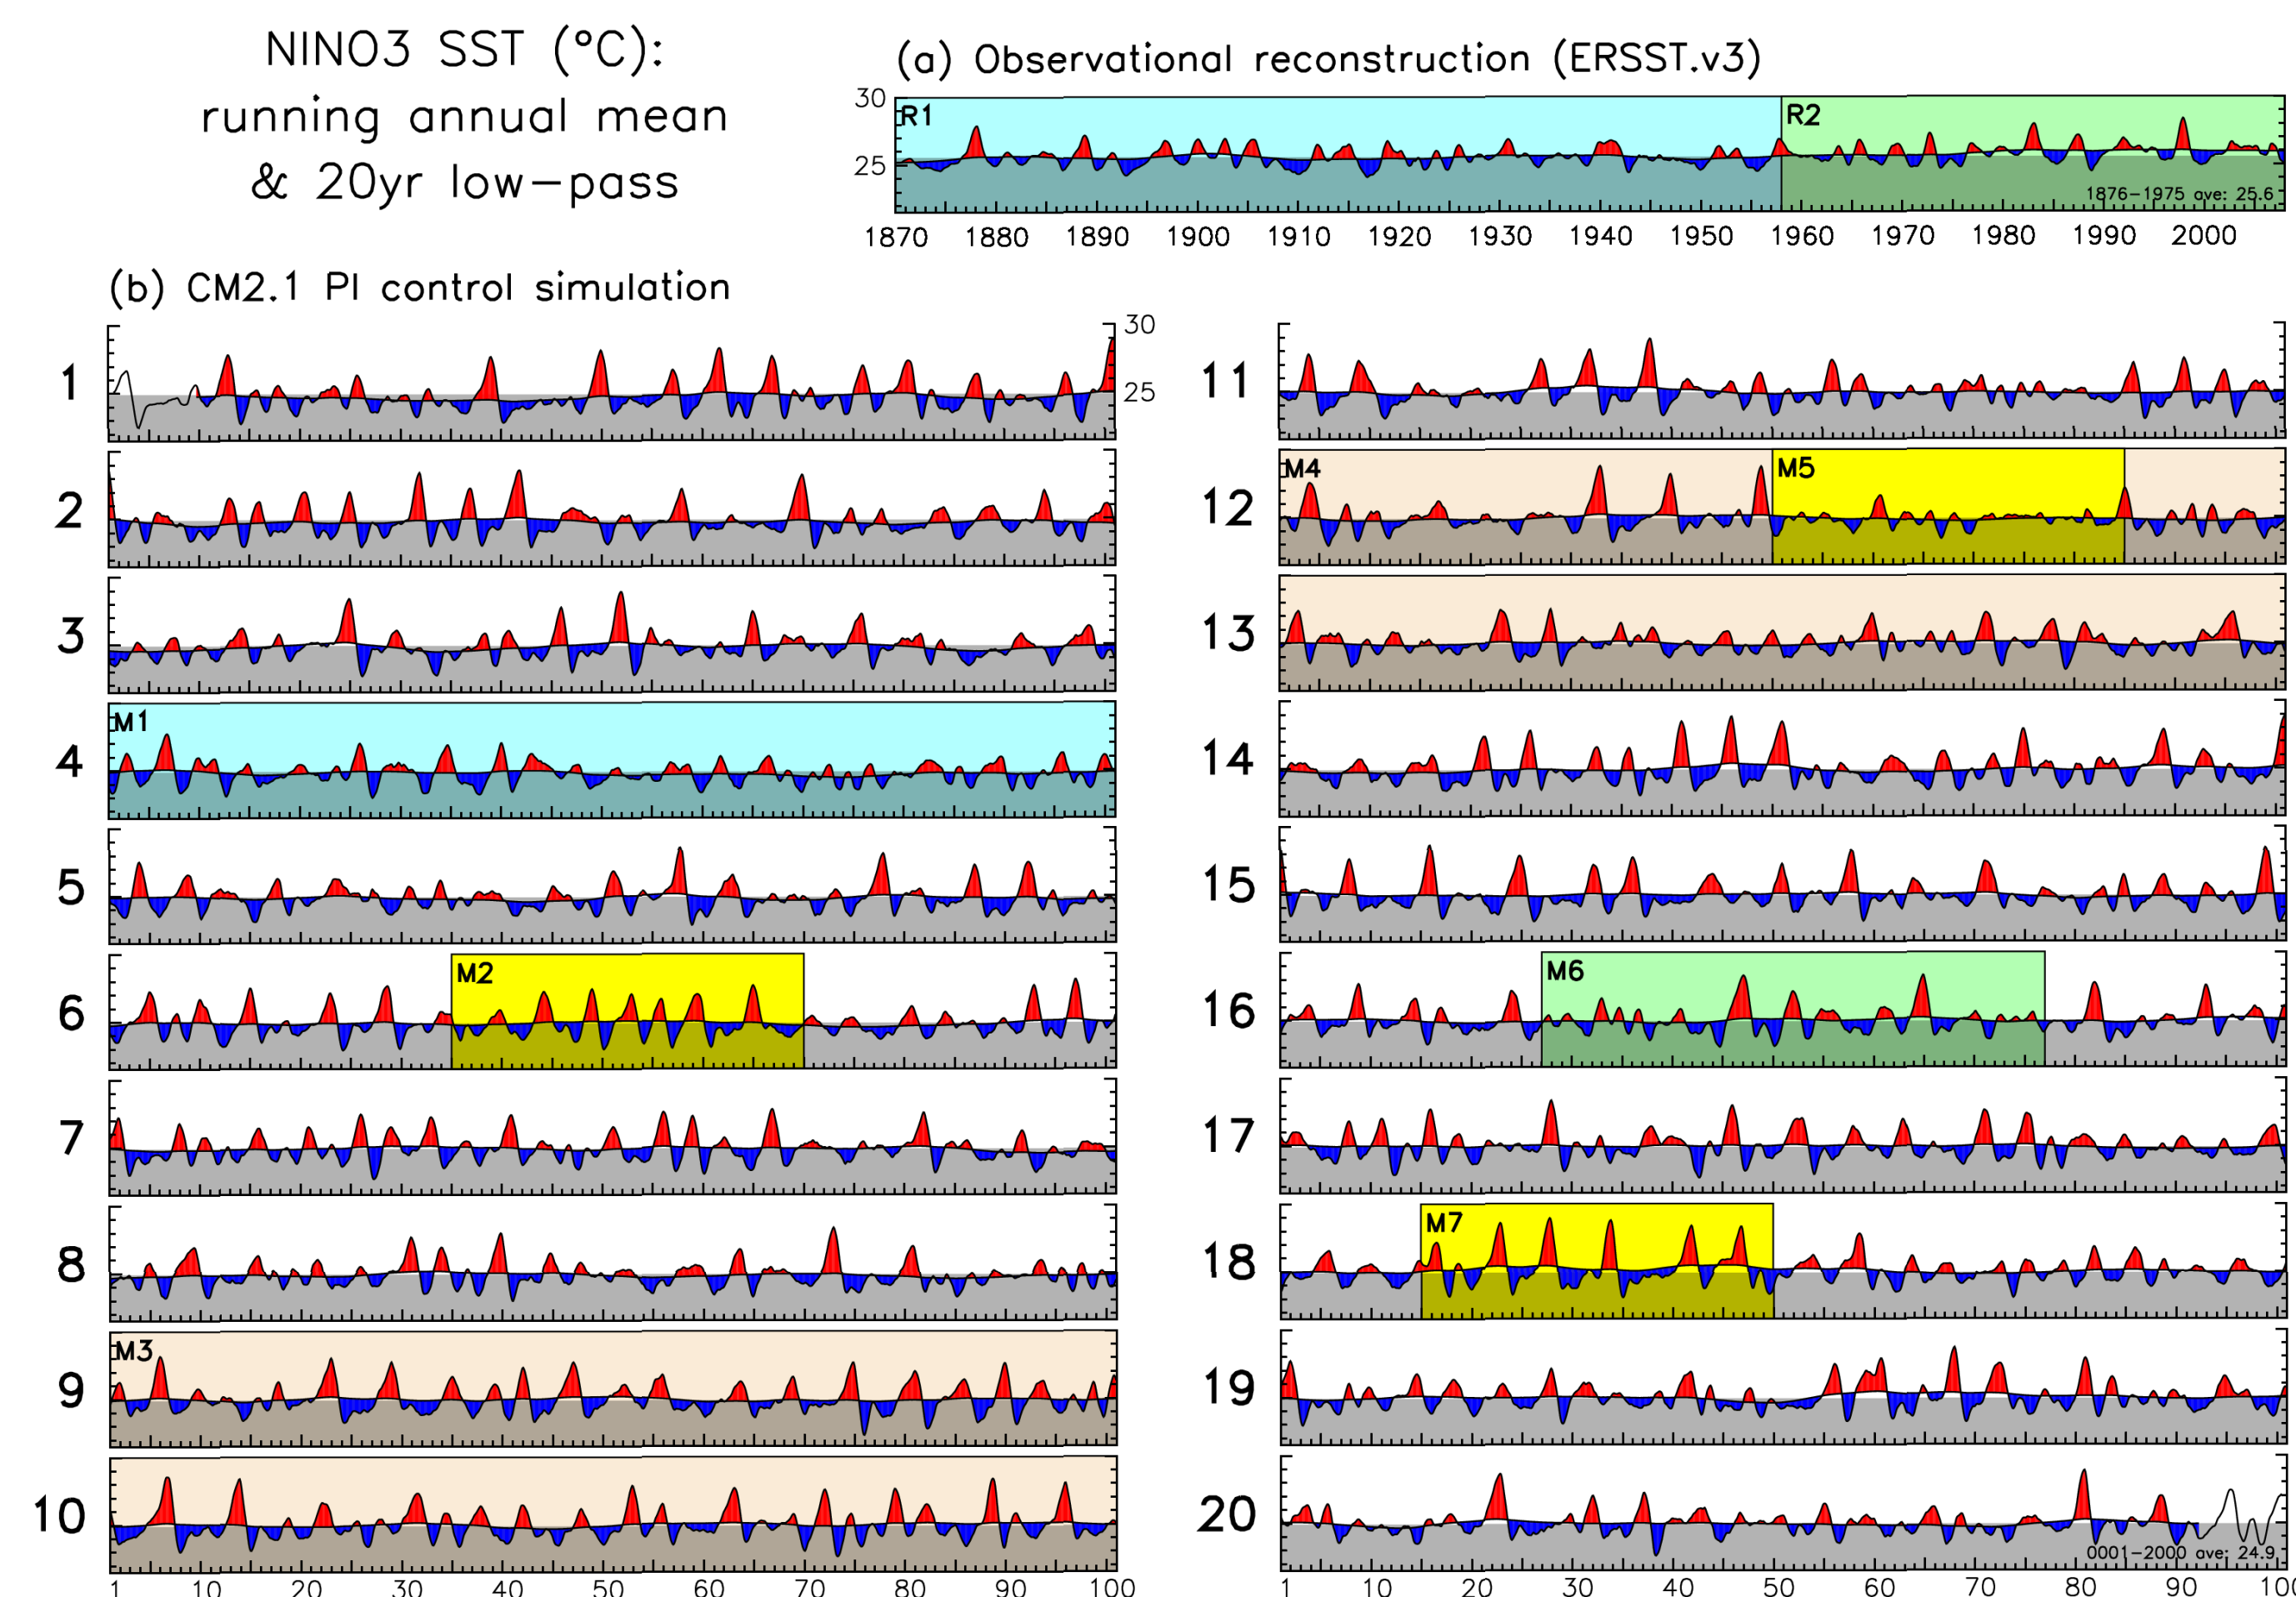 NINO3 SST (°C):
running annual mean
& 20yr low-pass
(a) Observational reconstruction (ERSST.v3)
30
25
R1
R2
1876-1975 ave: 25.6
1870 1880 1890 1900 1910 1920 1930 1940 1950 1960 1970 1980 1990 2000
(b) CM2.1 PI control simulation
1
30
25
2
3
M1
4
5
M2
6
7
8
M3
9
10
1 10 20 30 40 50 60 70 80 90 100
11
M4
M5
12
13
14
15
M6
16
17
M7
18
19
20
0001-2000 ave: 24.9
1 10 20 30 40 50 60 70 80 90 100